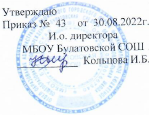 Утверждаю
Приказ № 43 от 30.08.2022г.
И.о. директора
МБОУ Булатовской СОШ
Кольцова И.Б.